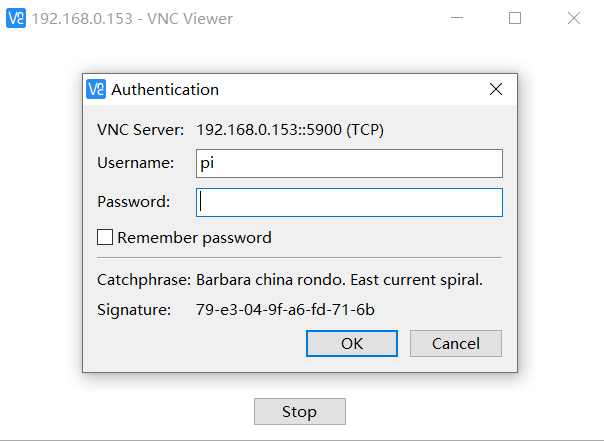 192.168.0.153 - VNC Viewer
Authentication
VNC Server: 192.168.0.153::5900 (TCP)
Username: pi
Password:
Remember password
Catchphrase: Barbara china rondo. East current spiral.
Signature: 79-e3-04-9f-a6-fd-71-6b
OK Cancel
Stop